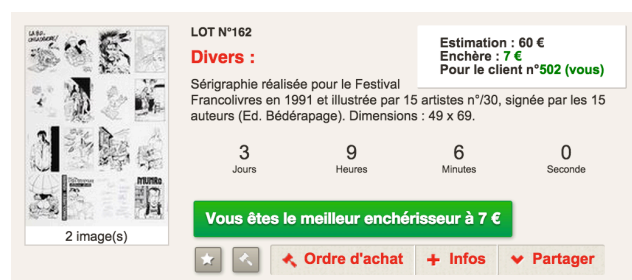 LOT N°162
Divers :
Estimation : 60 €
Enchère : 7 €
Pour le client n°502 (vous)
Sérigraphie réalisée pour le Festival
Francolivres en 1991 et illustrée par 15 artistes n°/30, signée par les 15
auteurs (Ed. Bédérapage). Dimensions : 49 x 69.
3 9 6 0
Jours Heures Minutes Seconde
Vous êtes le meilleur enchérisseur à 7 €
2 image(s)
Ordre d'achat Infos Partager